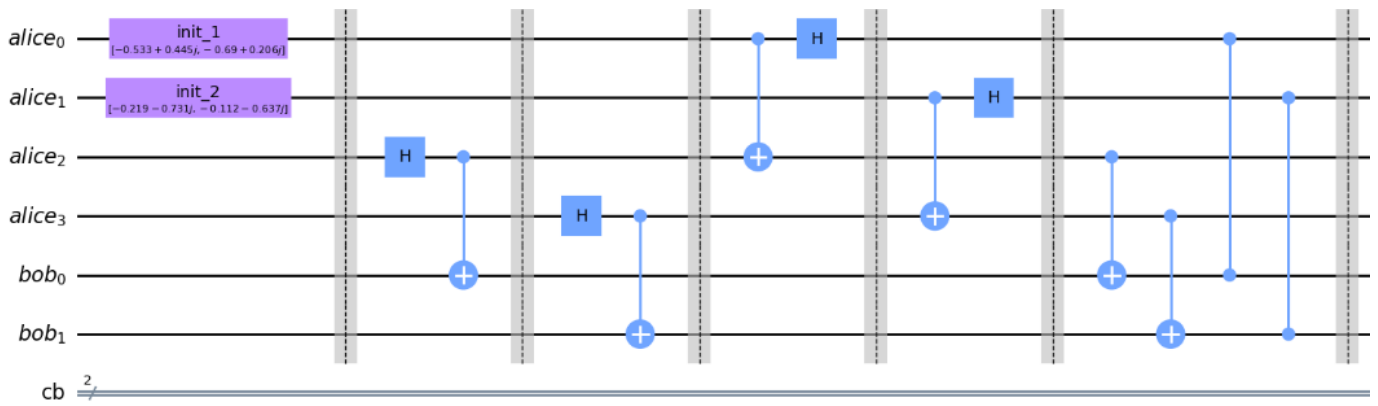 alice0 init_1 H
[−0.533 + 0.445j, −0.69 + 0.206j]
alice1 init_2 H
[−0.219 − 0.731j, −0.112 − 0.637j]
alice2 H
alice3 H
bob0
bob1
2
cb